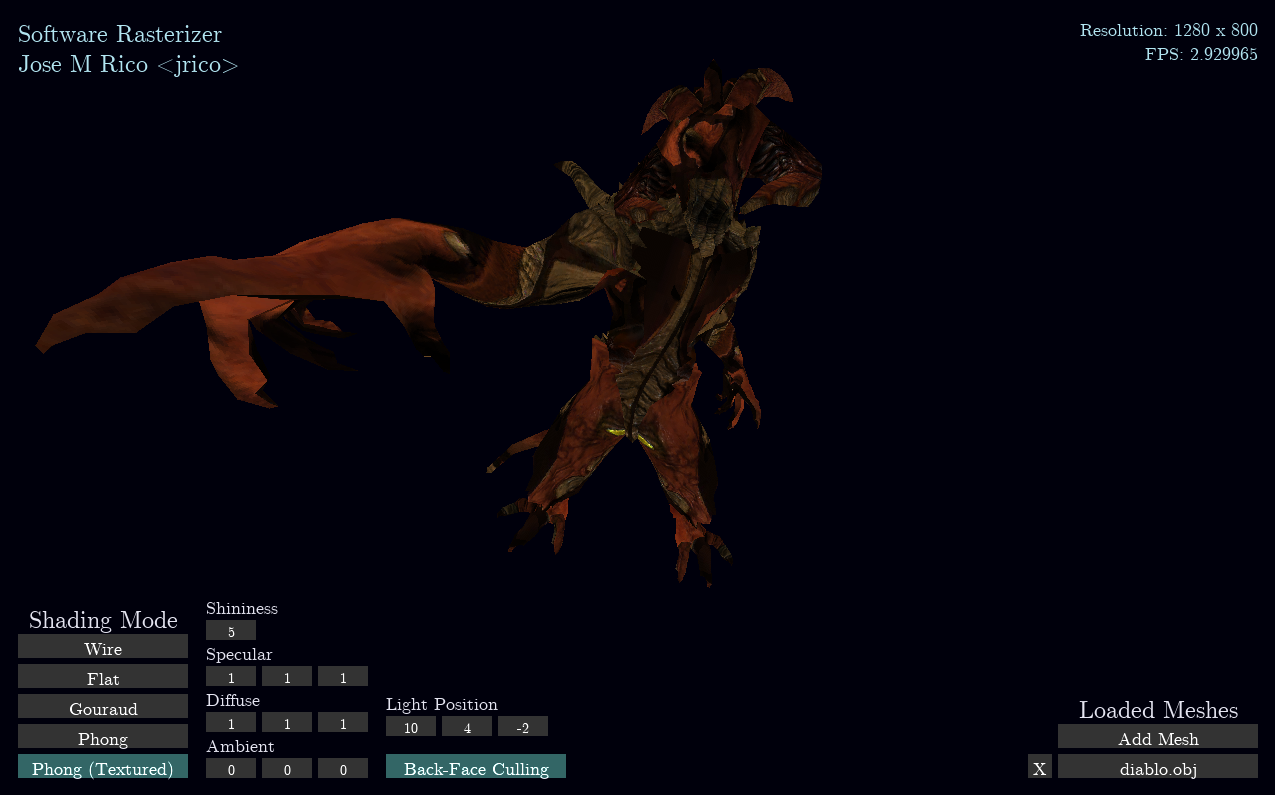 Software Rasterizer
Jose M Rico <jrico>
Resolution: 1280 x 800
FPS: 2.929965
Shading Mode
Wire
Flat
Gouraud
Phong
Phong (Textured)
Shininess
5
Specular
1 1 1
Diffuse
1 1 1
Ambient
0 0 0
Light Position
10 4 -2
Back-Face Culling
Loaded Meshes
Add Mesh
X diablo.obj